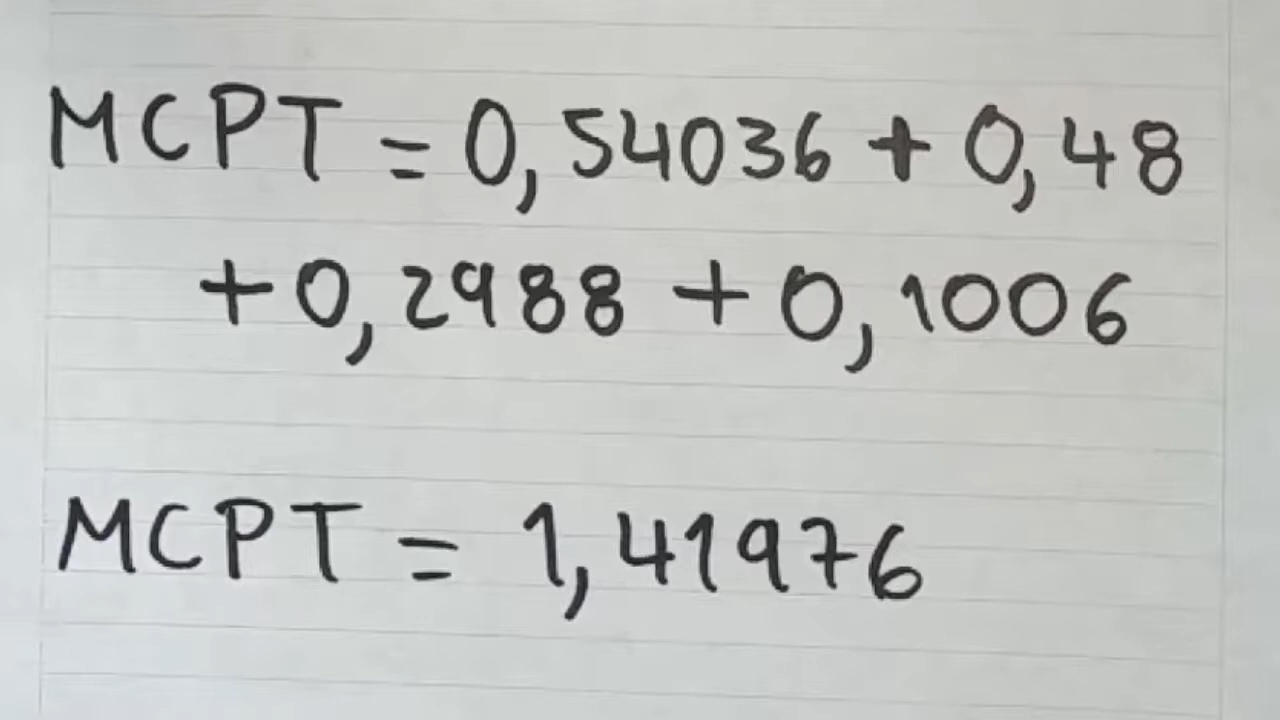 MCPT = 0,54036 + 0,48
+ 0,2988 + 0,1006
MCPT = 1,41976